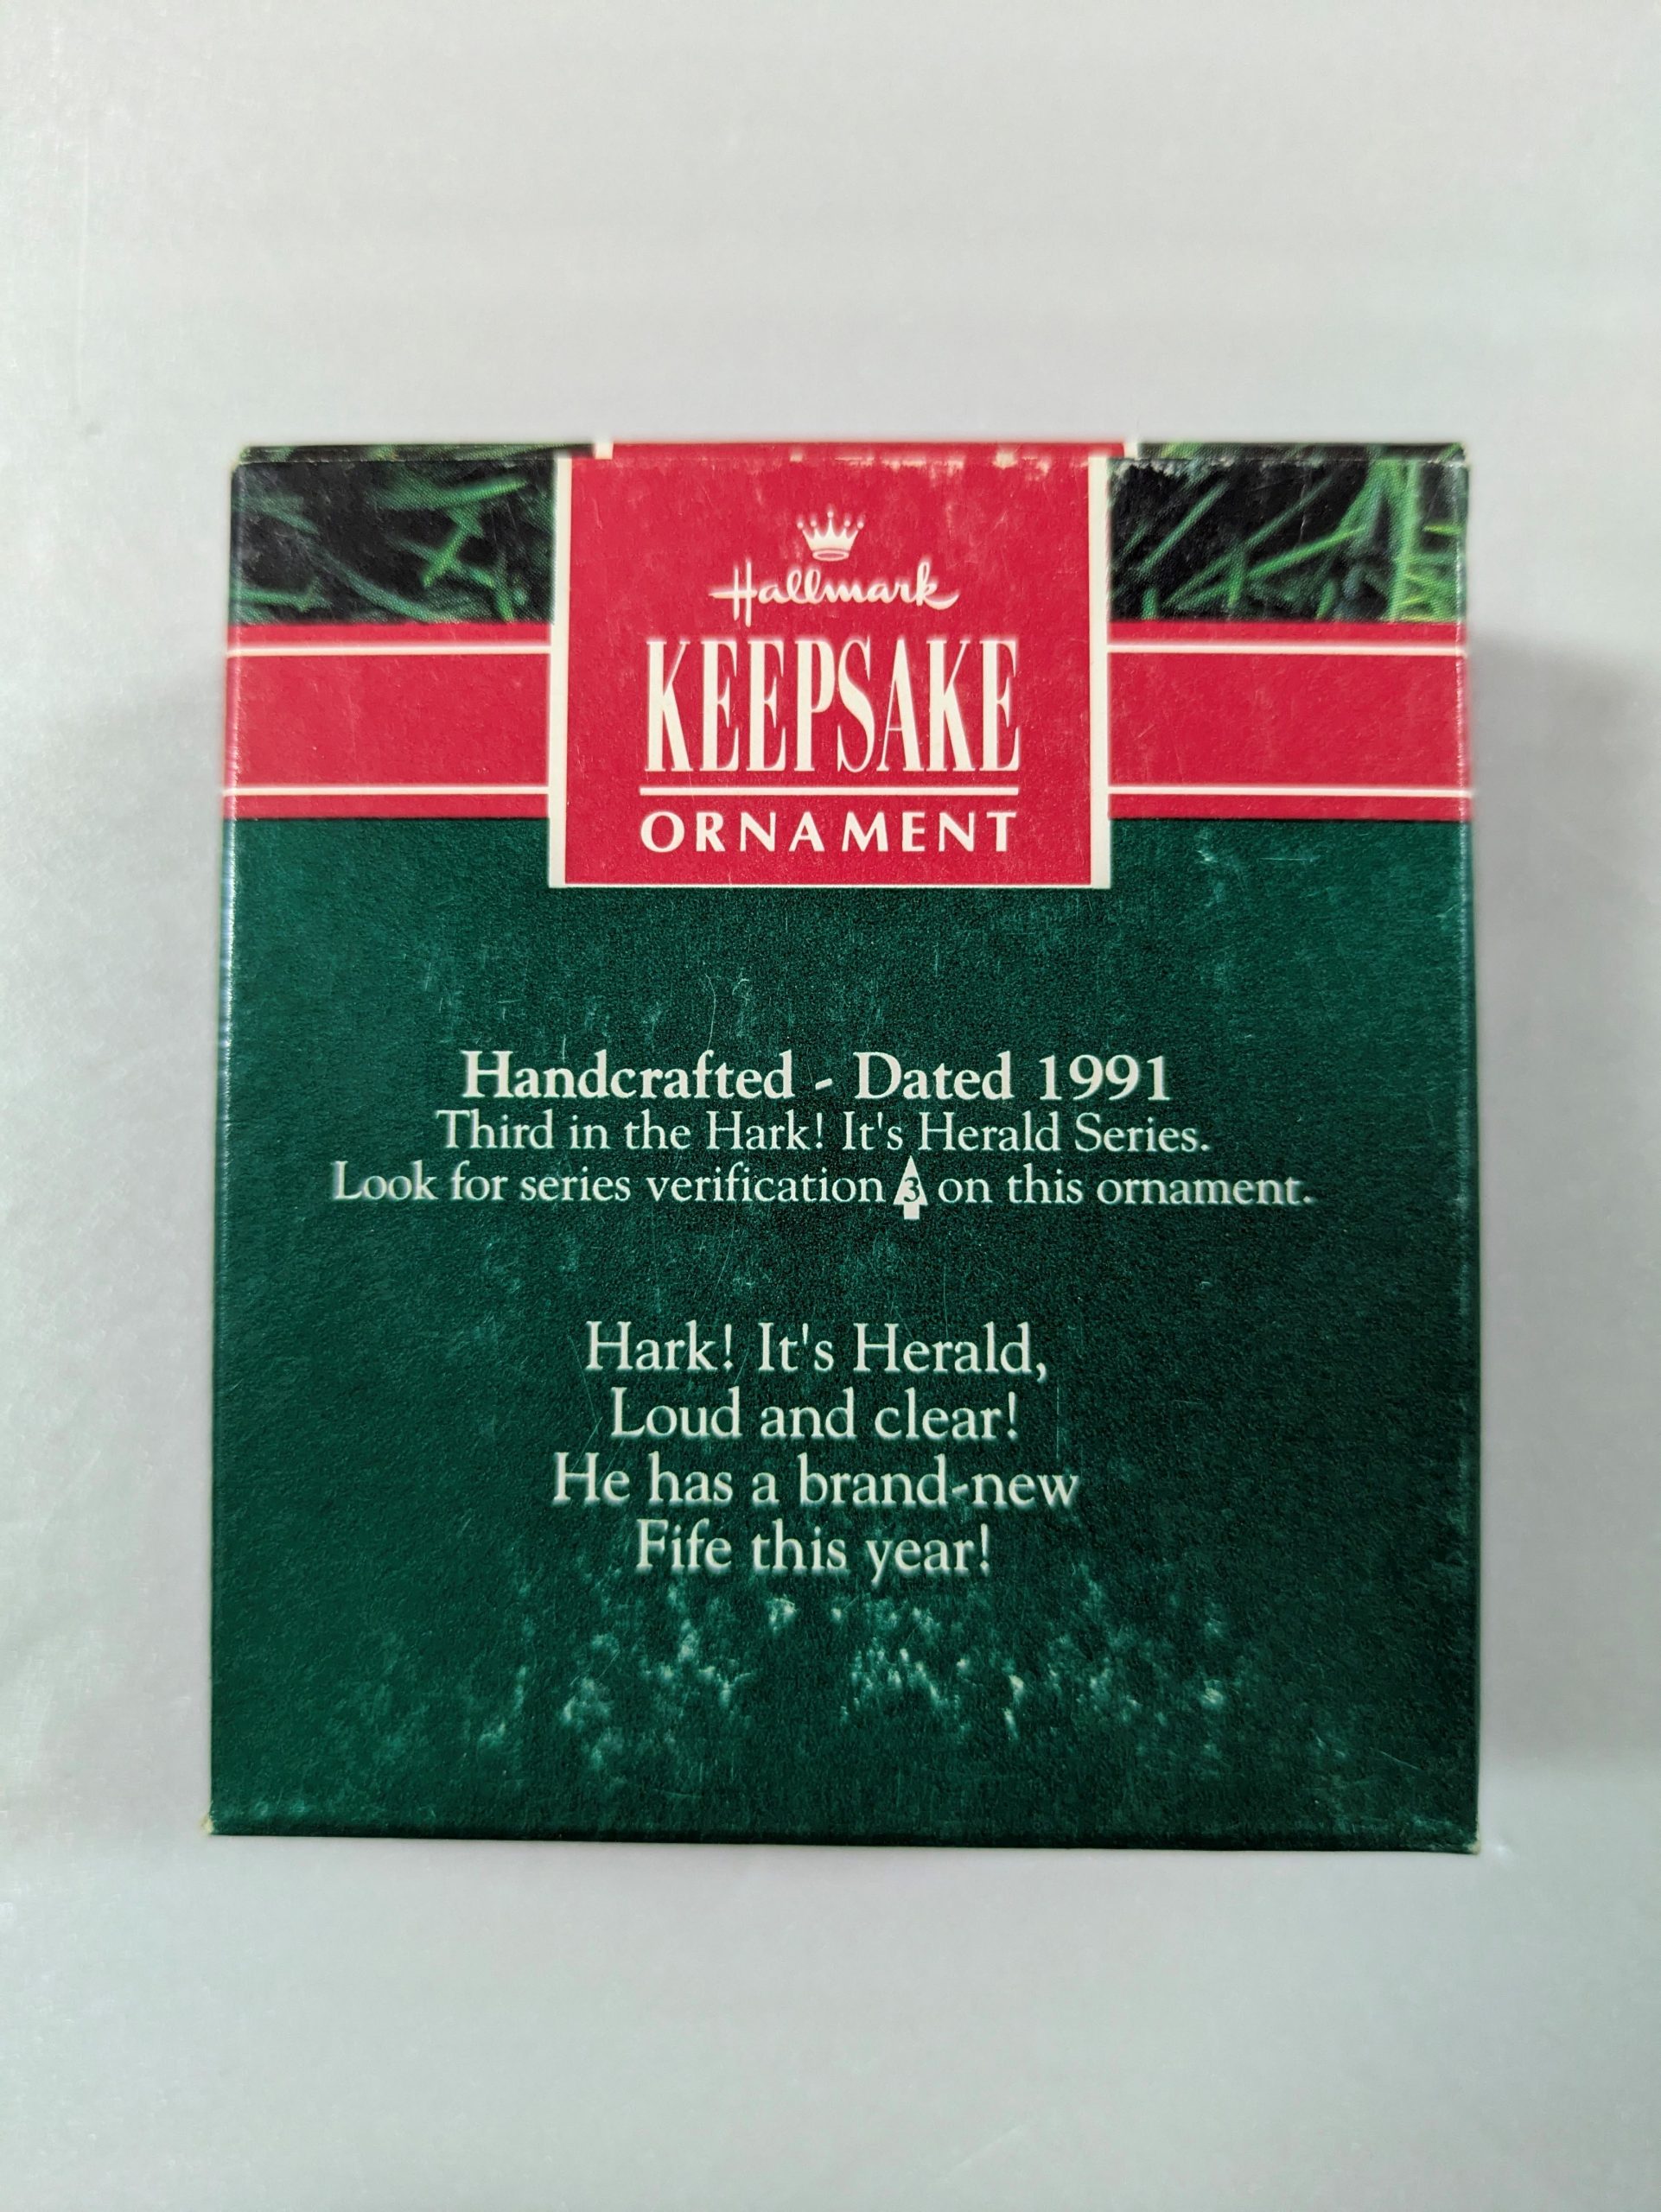 Hallmark
KEEPSAKE
ORNAMENT
Handcrafted - Dated 1991
Third in the Hark! It's Herald Series.
Look for series verification 3 on this ornament.
Hark! It's Herald,
Loud and clear!
He has a brand-new
Fife this year!